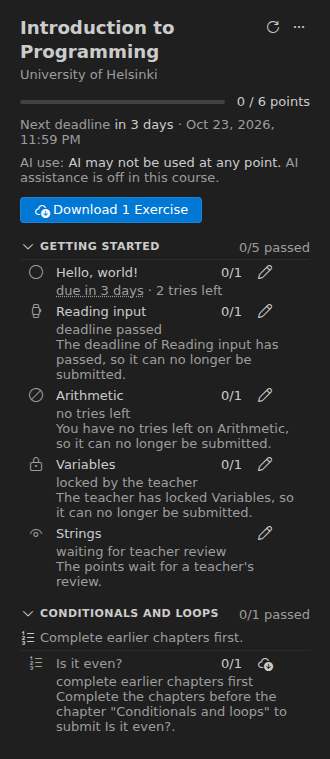 Introduction to
Programming
University of Helsinki
0 / 6 points
Next deadline in 3 days · Oct 23, 2026,
11:59 PM
AI use: AI may not be used at any point. AI
assistance is off in this course.
Download 1 Exercise
GETTING STARTED 0/5 passed
Hello, world! 0/1
due in 3 days · 2 tries left
Reading input 0/1
deadline passed
The deadline of Reading input has
passed, so it can no longer be
submitted.
Arithmetic 0/1
no tries left
You have no tries left on Arithmetic,
so it can no longer be submitted.
Variables 0/1
locked by the teacher
The teacher has locked Variables, so
it can no longer be submitted.
Strings
waiting for teacher review
The points wait for a teacher's
review.
CONDITIONALS AND LOOPS 0/1 passed
Complete earlier chapters first.
Is it even? 0/1
complete earlier chapters first
Complete the chapters before the
chapter "Conditionals and loops" to
submit Is it even?.